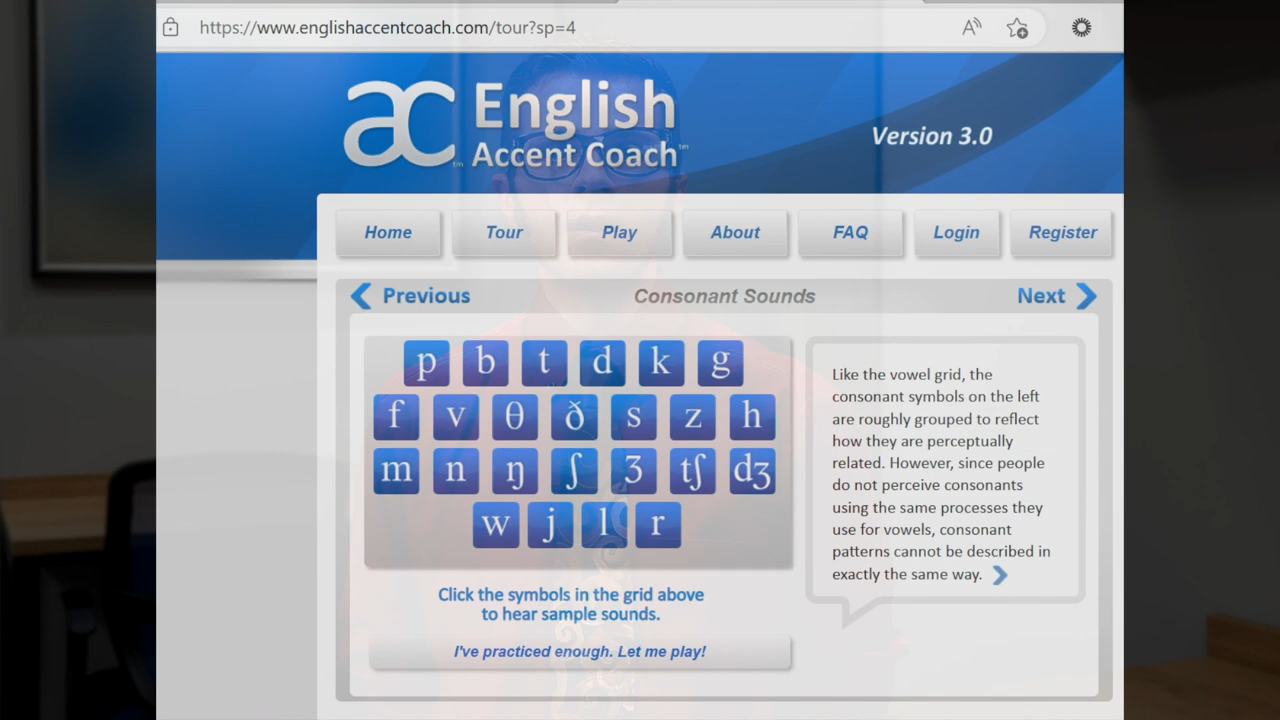 https://www.englishaccentcoach.com/tour?sp=4
æc™ English
Accent Coach™
Version 3.0
Home Tour Play About FAQ Login Register
Previous Consonant Sounds Next
p b t d k g
f v θ ð s z h
m n ŋ ʃ ʒ tʃ dʒ
w j l r
Click the symbols in the grid above
to hear sample sounds.
I've practiced enough. Let me play!
Like the vowel grid, the
consonant symbols on the left
are roughly grouped to reflect
how they are perceptually
related. However, since people
do not perceive consonants
using the same processes they
use for vowels, consonant
patterns cannot be described in
exactly the same way.